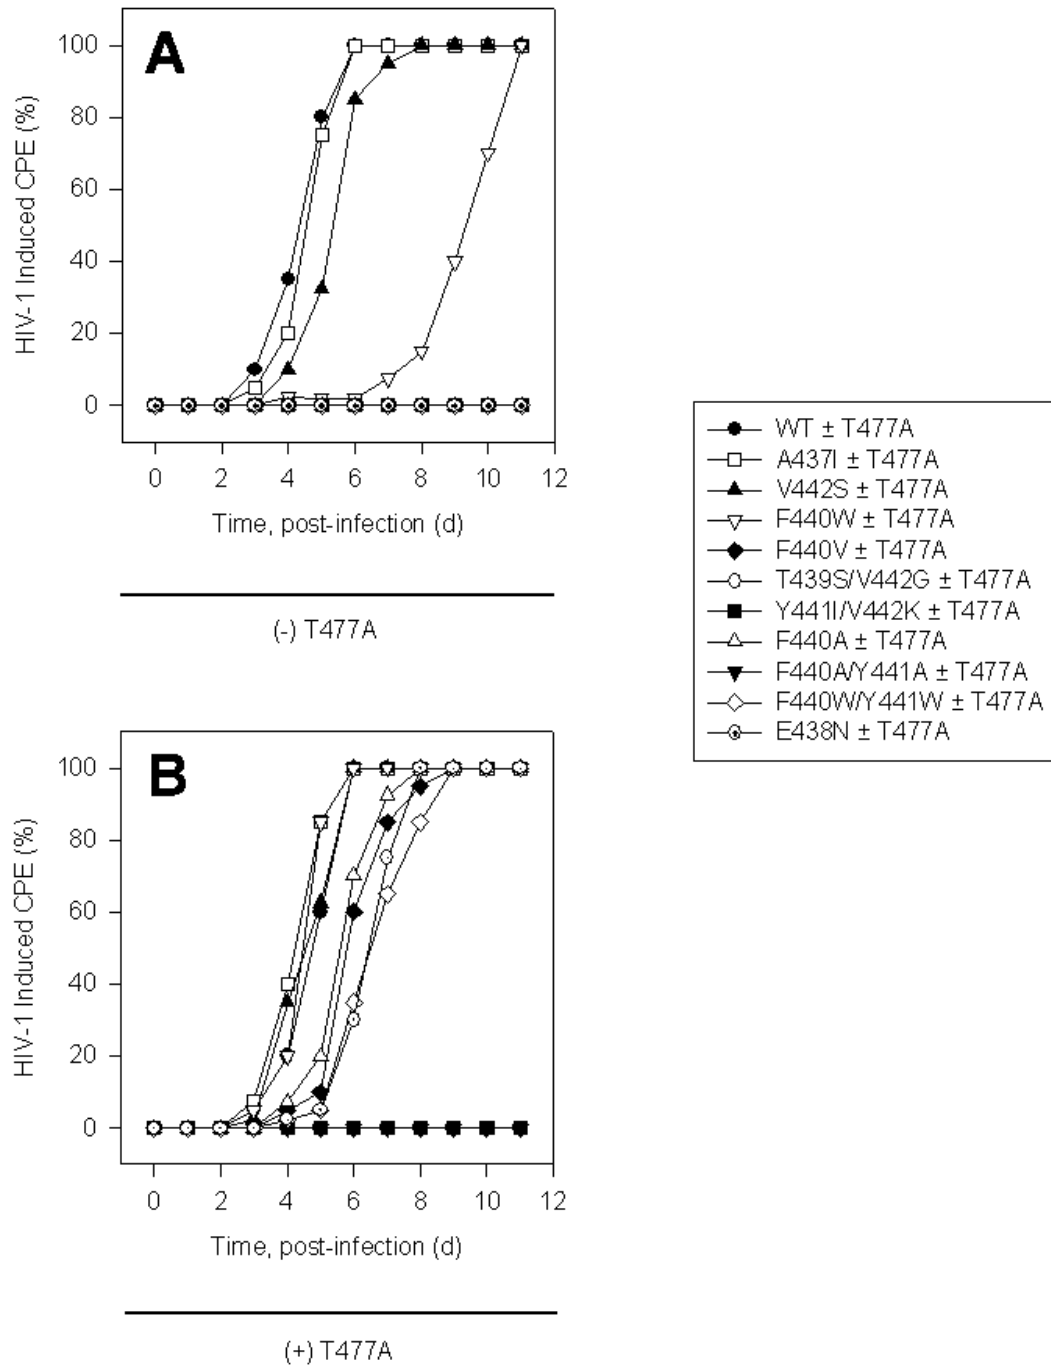 A
HIV-1 Induced CPE (%)
100
80
60
40
20
0
0 2 4 6 8 10 12
Time, post-infection (d)
(-) T477A
WT ± T477A
A437I ± T477A
V442S ± T477A
F440W ± T477A
F440V ± T477A
T439S/V442G ± T477A
Y441I/V442K ± T477A
F440A ± T477A
F440A/Y441A ± T477A
F440W/Y441W ± T477A
E438N ± T477A
B
HIV-1 Induced CPE (%)
100
80
60
40
20
0
0 2 4 6 8 10 12
Time, post-infection (d)
(+) T477A